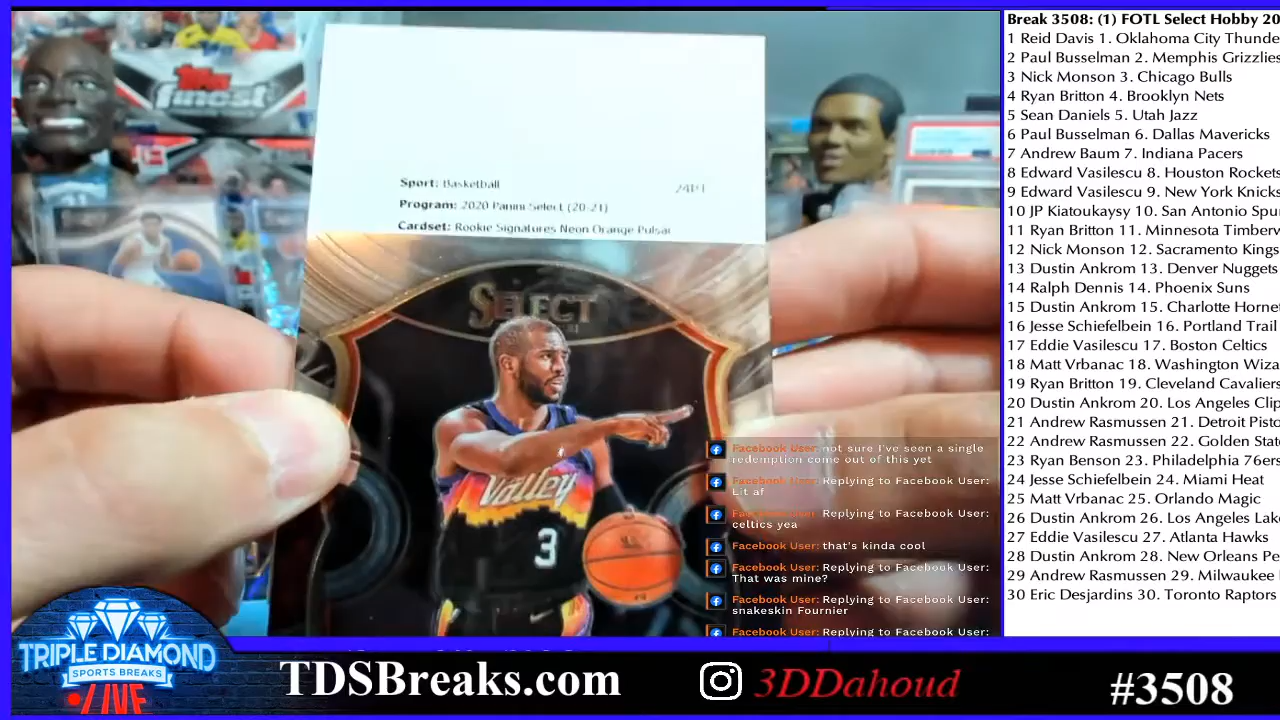 Break 3508: (1) FOTL Select Hobby 20
1 Reid Davis 1. Oklahoma City Thunde
2 Paul Busselman 2. Memphis Grizzlies
3 Nick Monson 3. Chicago Bulls
4 Ryan Britton 4. Brooklyn Nets
5 Sean Daniels 5. Utah Jazz
6 Paul Busselman 6. Dallas Mavericks
7 Andrew Baum 7. Indiana Pacers
8 Edward Vasilescu 8. Houston Rockets
9 Edward Vasilescu 9. New York Knicks
10 JP Kiatoukaysy 10. San Antonio Spu
11 Ryan Britton 11. Minnesota Timberv
12 Nick Monson 12. Sacramento Kings
13 Dustin Ankrom 13. Denver Nuggets
14 Ralph Dennis 14. Phoenix Suns
15 Dustin Ankrom 15. Charlotte Horne
16 Jesse Schiefelbein 16. Portland Trail
17 Eddie Vasilescu 17. Boston Celtics
18 Matt Vrbanac 18. Washington Wiza
19 Ryan Britton 19. Cleveland Cavaliers
20 Dustin Ankrom 20. Los Angeles Clip
21 Andrew Rasmussen 21. Detroit Pisto
22 Andrew Rasmussen 22. Golden Stat
23 Ryan Benson 23. Philadelphia 76ers
24 Jesse Schiefelbein 24. Miami Heat
25 Matt Vrbanac 25. Orlando Magic
26 Dustin Ankrom 26. Los Angeles Lak
27 Eddie Vasilescu 27. Atlanta Hawks
28 Dustin Ankrom 28. New Orleans Pe
29 Andrew Rasmussen 29. Milwaukee
30 Eric Desjardins 30. Toronto Raptors
Topps
finest
Sport: Basketball
Program: 2020 Panini Select (20-21)
Cardset: Rookie Signatures Neon Orange Pulsar
SELECT
Valley
3
Facebook User: not sure I've seen a single
redemption come out of this yet
Facebook User: Replying to Facebook User:
Lit af
Facebook User: Replying to Facebook User:
celtics yea
Facebook User: that's kinda cool
Facebook User: Replying to Facebook User:
That was mine?
Facebook User: Replying to Facebook User:
snakeskin Fournier
Facebook User: Replying to Facebook User:
TRIPLE DIAMOND
SPORTS BREAKS
LIVE
TDSBreaks.com
3DDahoud
#3508